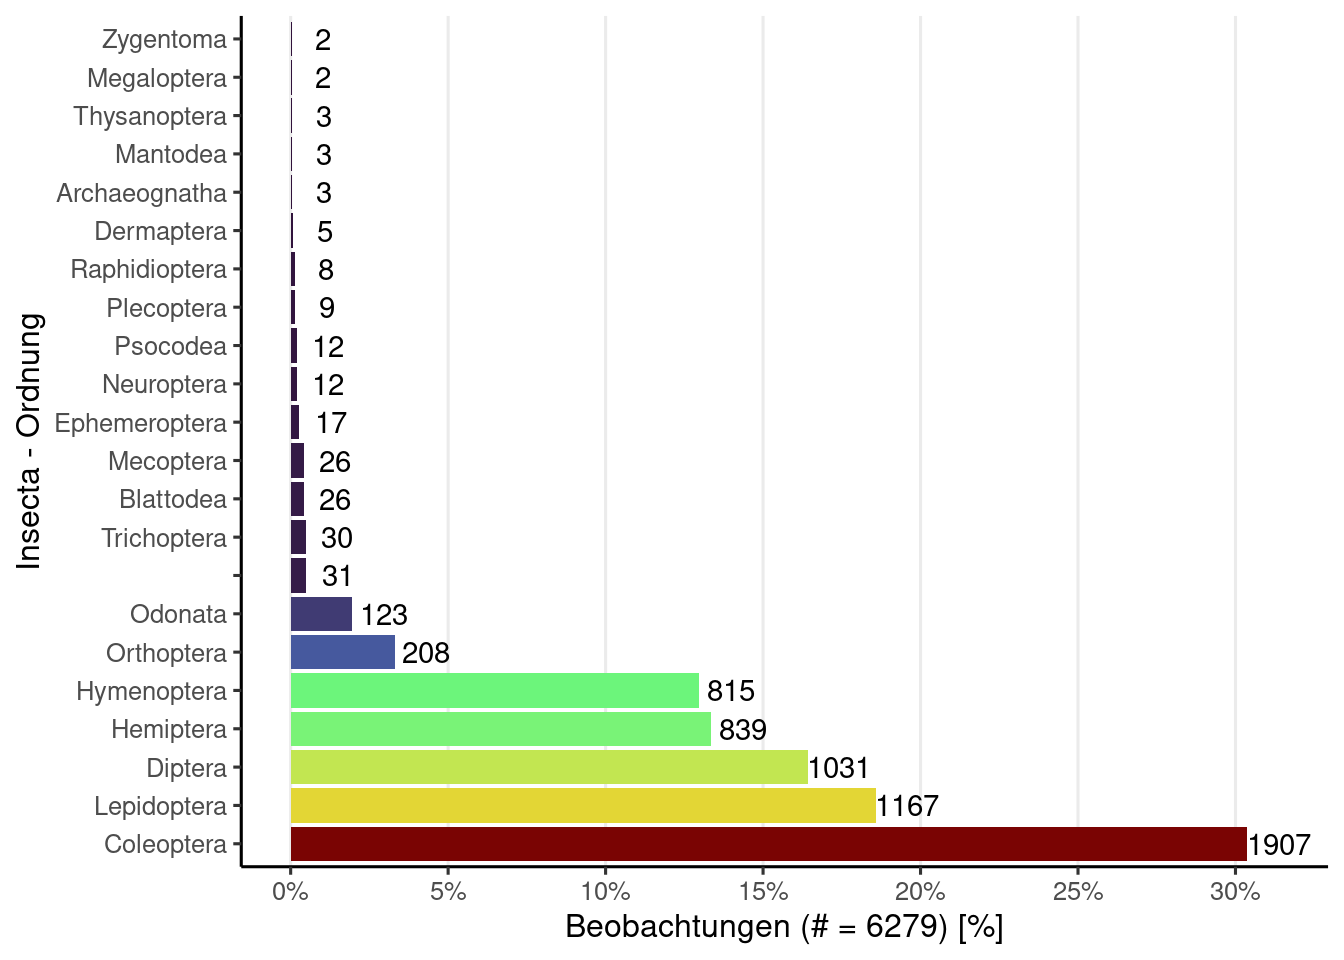 Insecta - Ordnung
Zygentoma 2
Megaloptera 2
Thysanoptera 3
Mantodea 3
Archaeognatha 3
Dermaptera 5
Raphidioptera 8
Plecoptera 9
Psocodea 12
Neuroptera 12
Ephemeroptera 17
Mecoptera 26
Blattodea 26
Trichoptera 30
31
Odonata 123
Orthoptera 208
Hymenoptera 815
Hemiptera 839
Diptera 1031
Lepidoptera 1167
Coleoptera 1907
0% 5% 10% 15% 20% 25% 30%
Beobachtungen (# = 6279) [%]